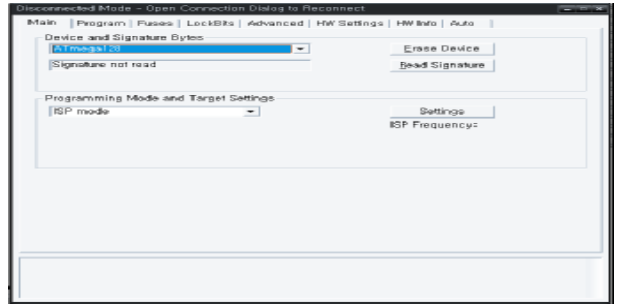 Disconnected Mode - Open Connection Dialog to Reconnect
Main | Program | Fuses | LockBits | Advanced | HW Settings | HW Info | Auto |
Device and Signature Bytes
ATmega128
Erase Device
Signature not read
Read Signature
Programming Mode and Target Settings
ISP mode
Settings
ISP Frequency: